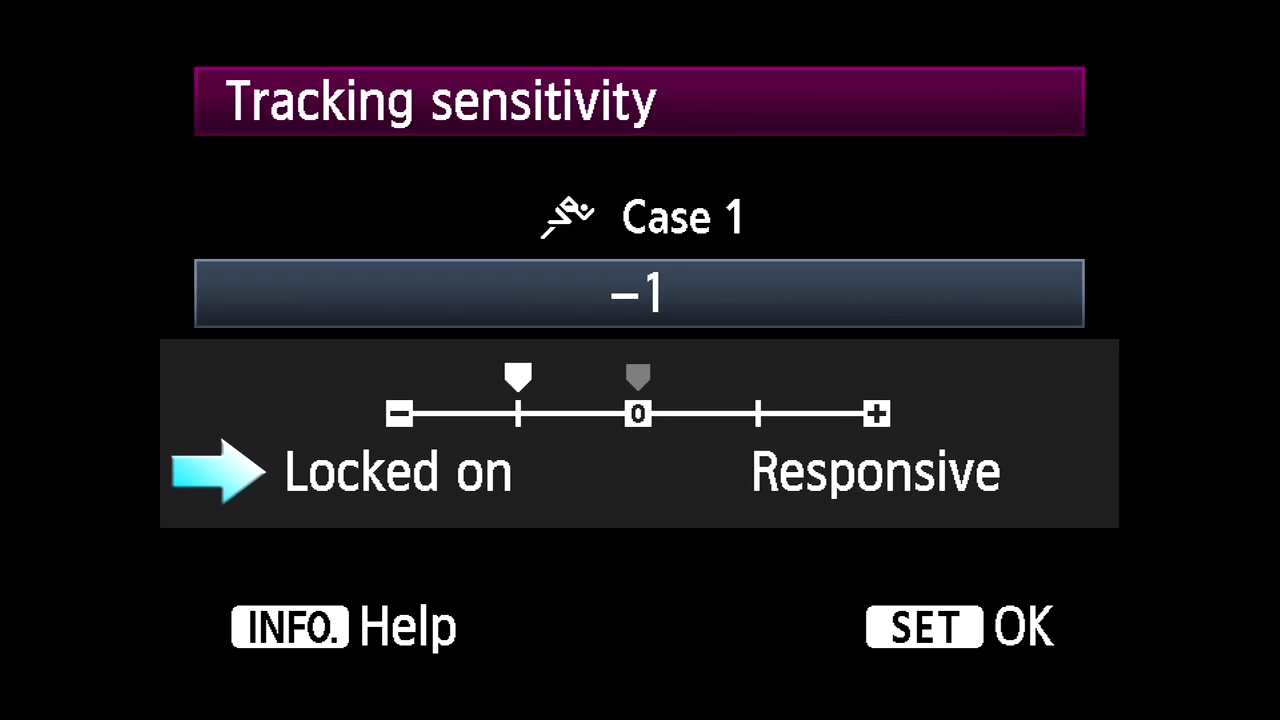 Tracking sensitivity
Case 1
–1
– 0 +
Locked on Responsive
INFO. Help SET OK